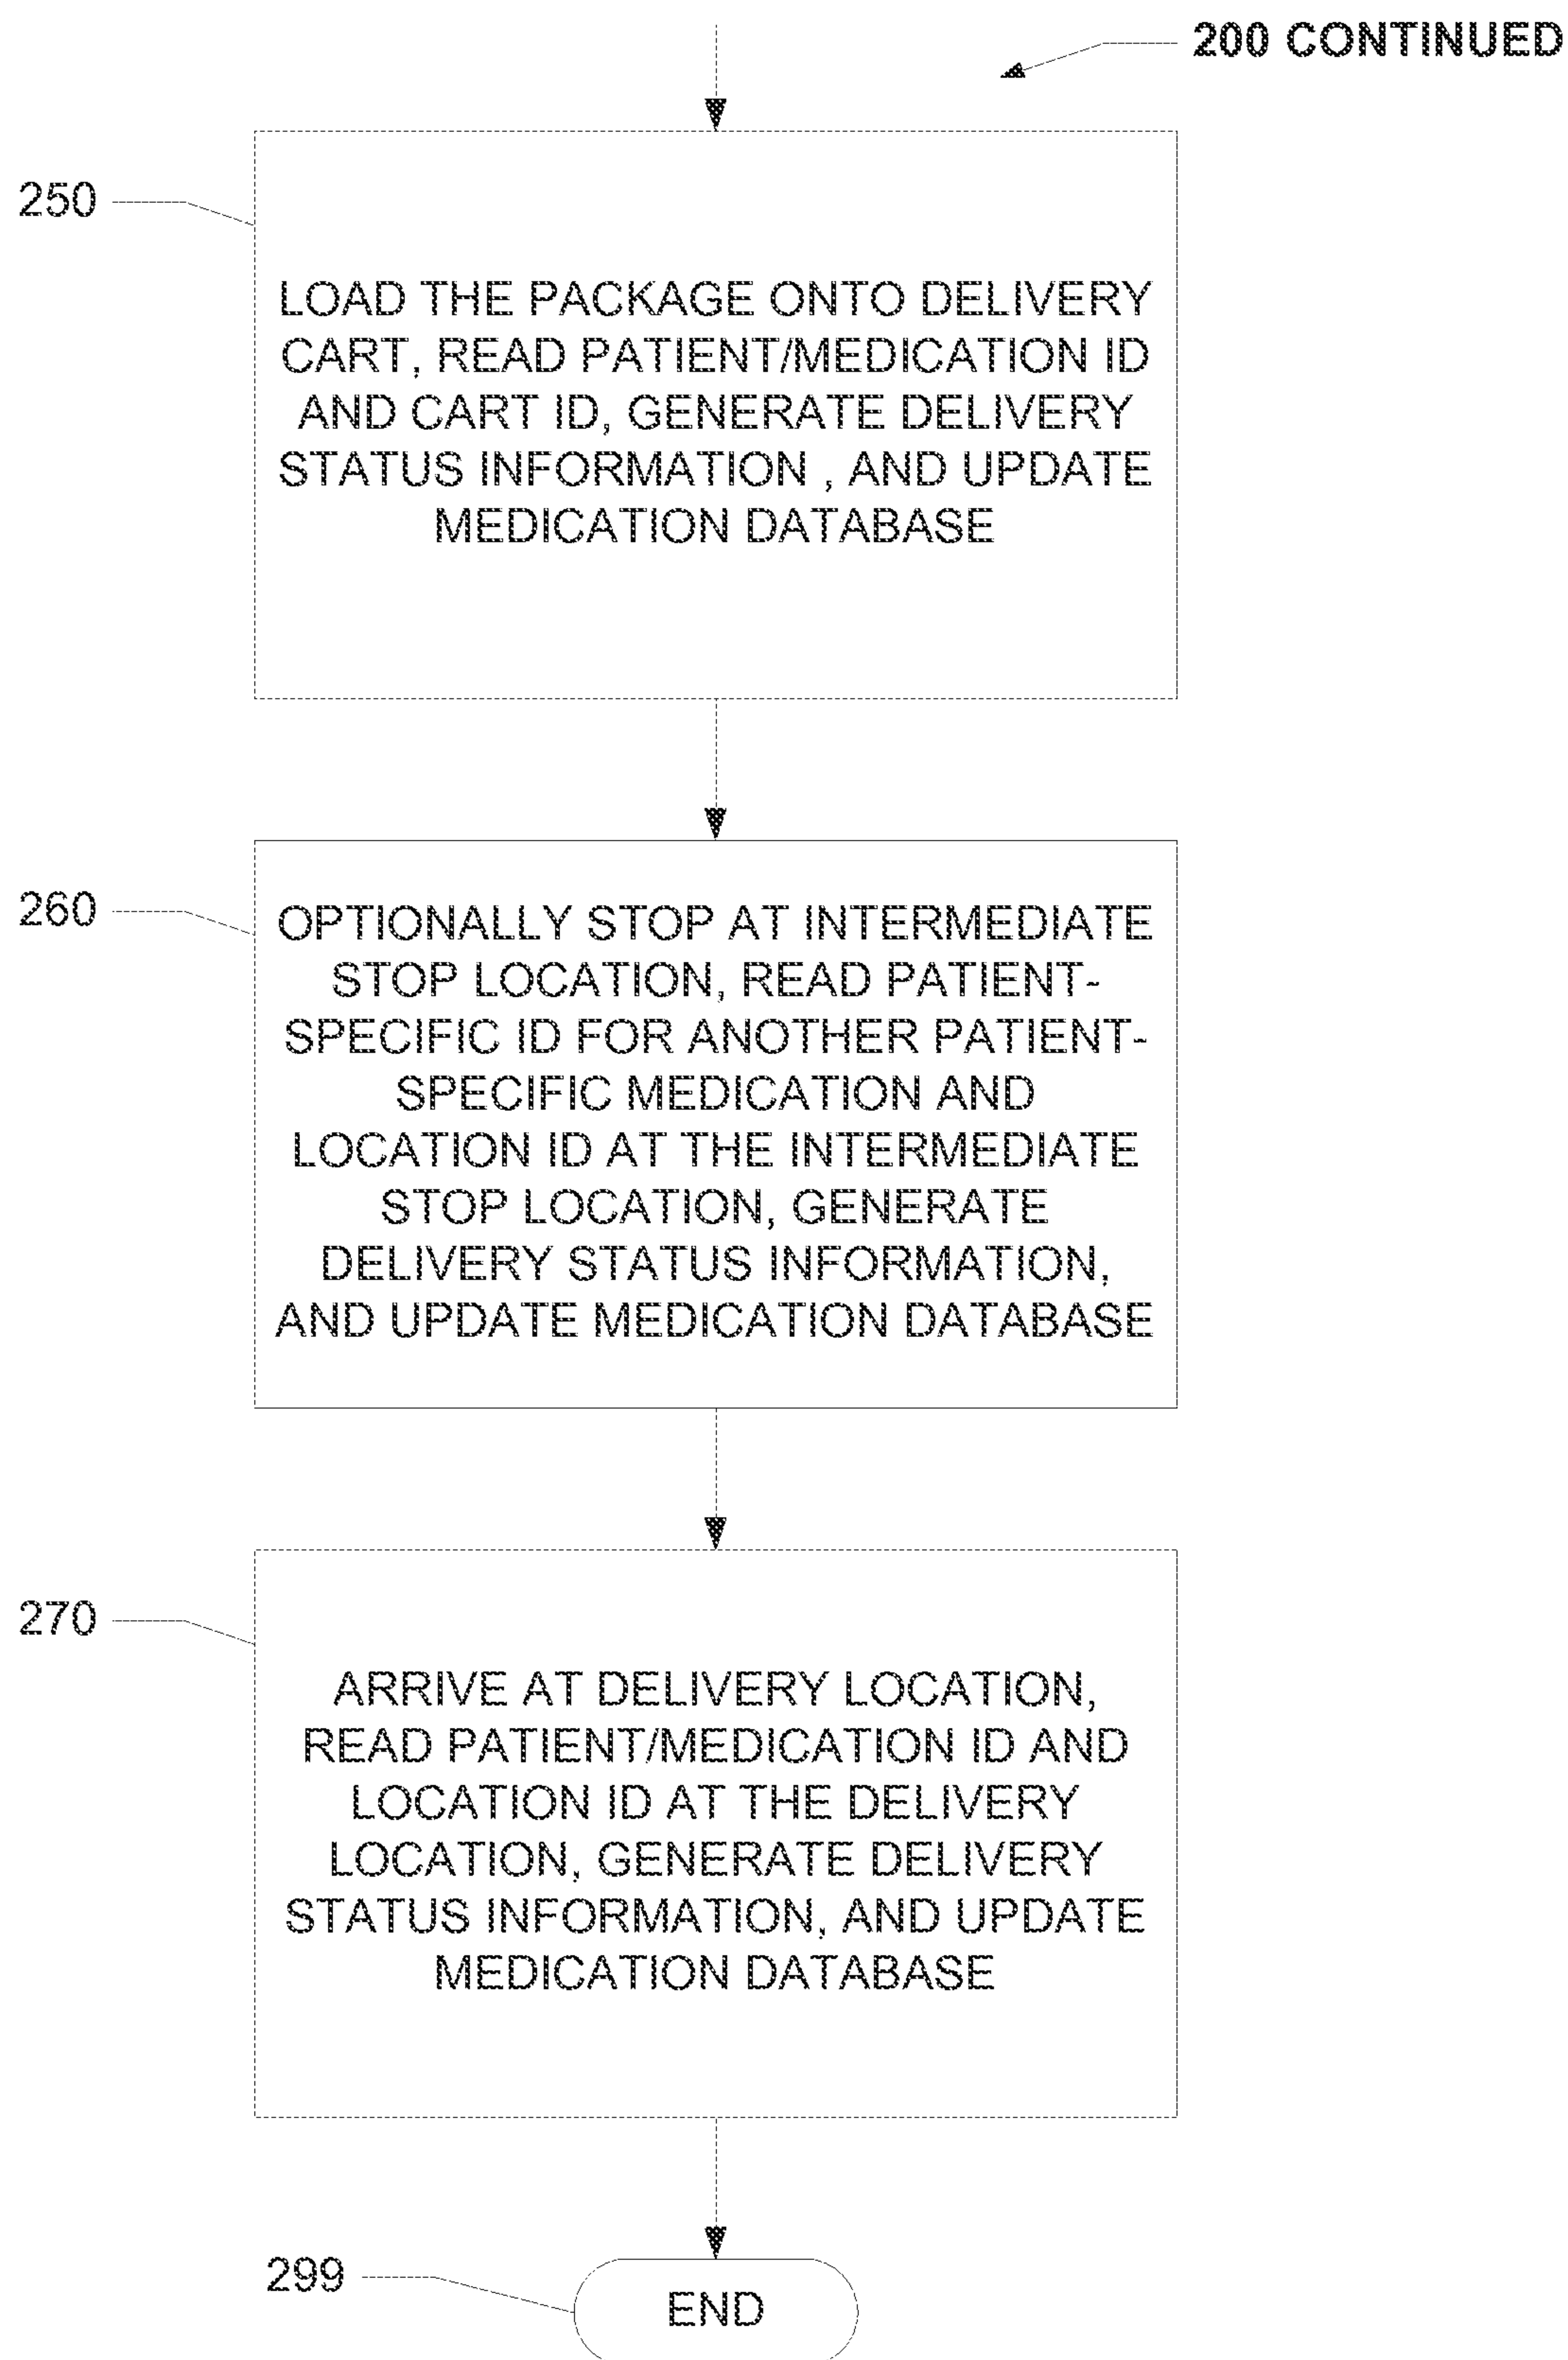 200 CONTINUED
250
LOAD THE PACKAGE ONTO DELIVERY
CART, READ PATIENT/MEDICATION ID
AND CART ID, GENERATE DELIVERY
STATUS INFORMATION , AND UPDATE
MEDICATION DATABASE
260
OPTIONALLY STOP AT INTERMEDIATE
STOP LOCATION, READ PATIENT-
SPECIFIC ID FOR ANOTHER PATIENT-
SPECIFIC MEDICATION AND
LOCATION ID AT THE INTERMEDIATE
STOP LOCATION, GENERATE
DELIVERY STATUS INFORMATION,
AND UPDATE MEDICATION DATABASE
270
ARRIVE AT DELIVERY LOCATION,
READ PATIENT/MEDICATION ID AND
LOCATION ID AT THE DELIVERY
LOCATION, GENERATE DELIVERY
STATUS INFORMATION, AND UPDATE
MEDICATION DATABASE
299
END